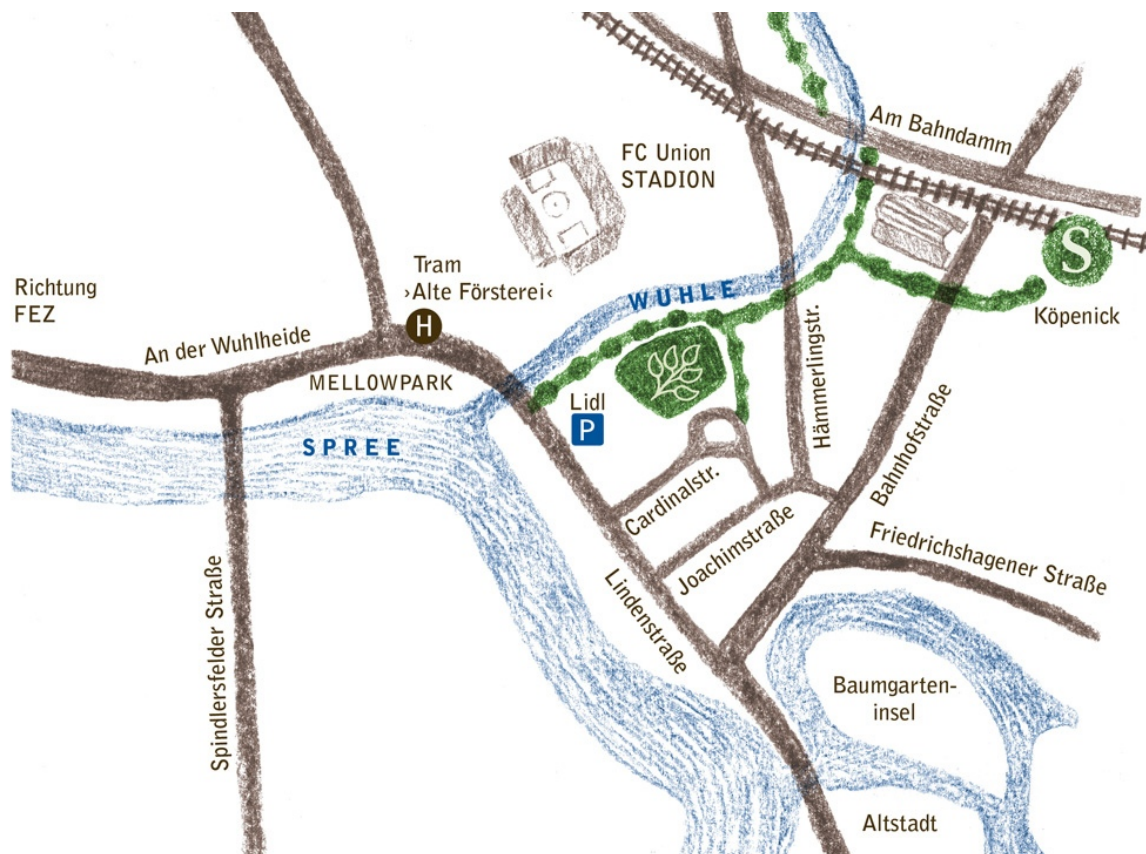 Am Bahndamm
FC Union
STADION
S
Köpenick
Tram
›Alte Försterei‹
H
Richtung
FEZ
An der Wuhlheide
MELLOWPARK
WUHLE
Lidl
P
SPREE
Hämmerlingstr.
Bahnhofstraße
Cardinalstr.
Joachimstraße
Friedrichshagener Straße
Lindenstraße
Spindlersfelder Straße
Baumgarten-
insel
Altstadt